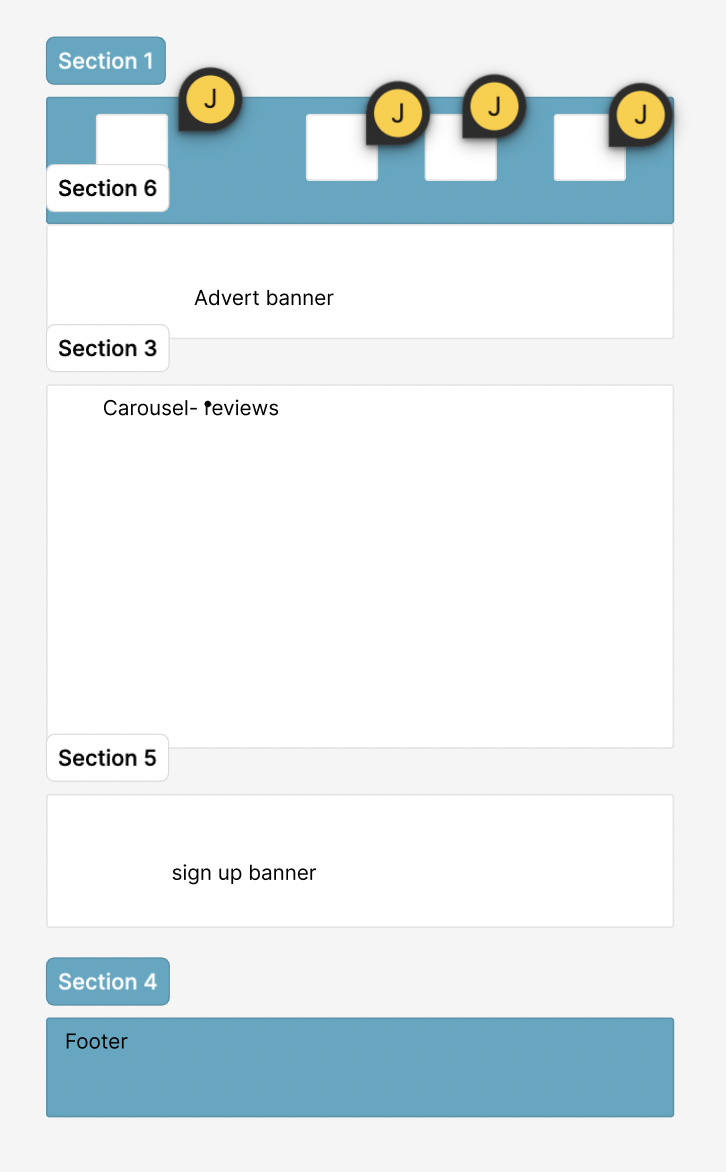 Section 1
J
J
J
J
Section 6
Advert banner
Section 3
Carousel- reviews
Section 5
sign up banner
Section 4
Footer